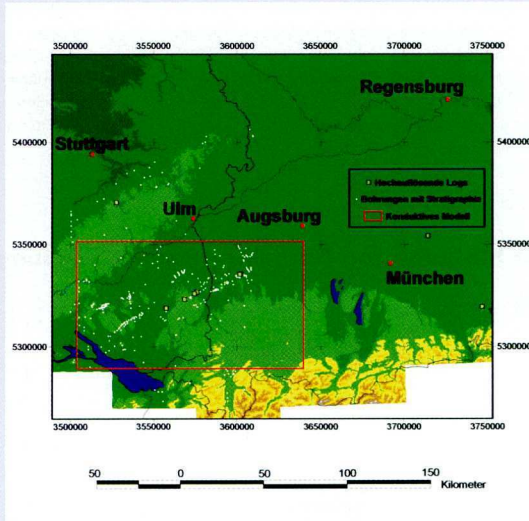 3500000 3550000 3600000 3650000 3700000 3750000
Regensburg
5400000 5400000
Stuttgart
Hochauflösende Logs
Bohrungen mit Stratigraphie
Konduktives Modell
Ulm
Augsburg
5350000 5350000
München
5300000 5300000
3500000 3550000 3600000 3650000 3700000 3750000
50 0 50 100 150
Kilometer